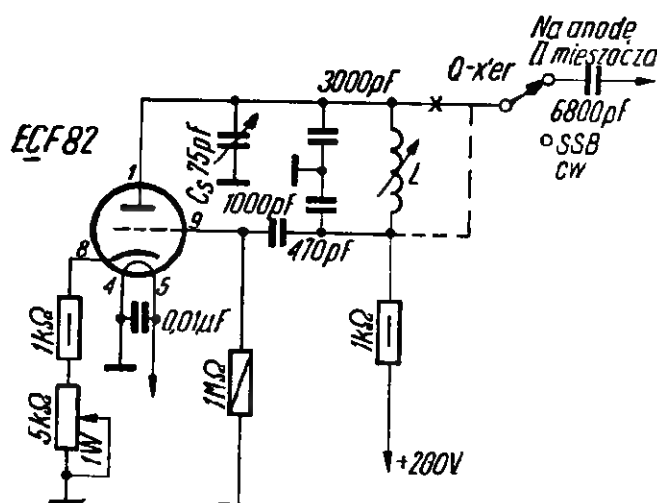 Na anodę
II mieszacza
Q-x'er
3000pF
6800pF
ECF82
Cs 75pF
SSB
CW
1
L
1000pF
9
470pF
8
4
5
0,01µF
1kΩ
1MΩ
1kΩ
5kΩ
1W
+200V